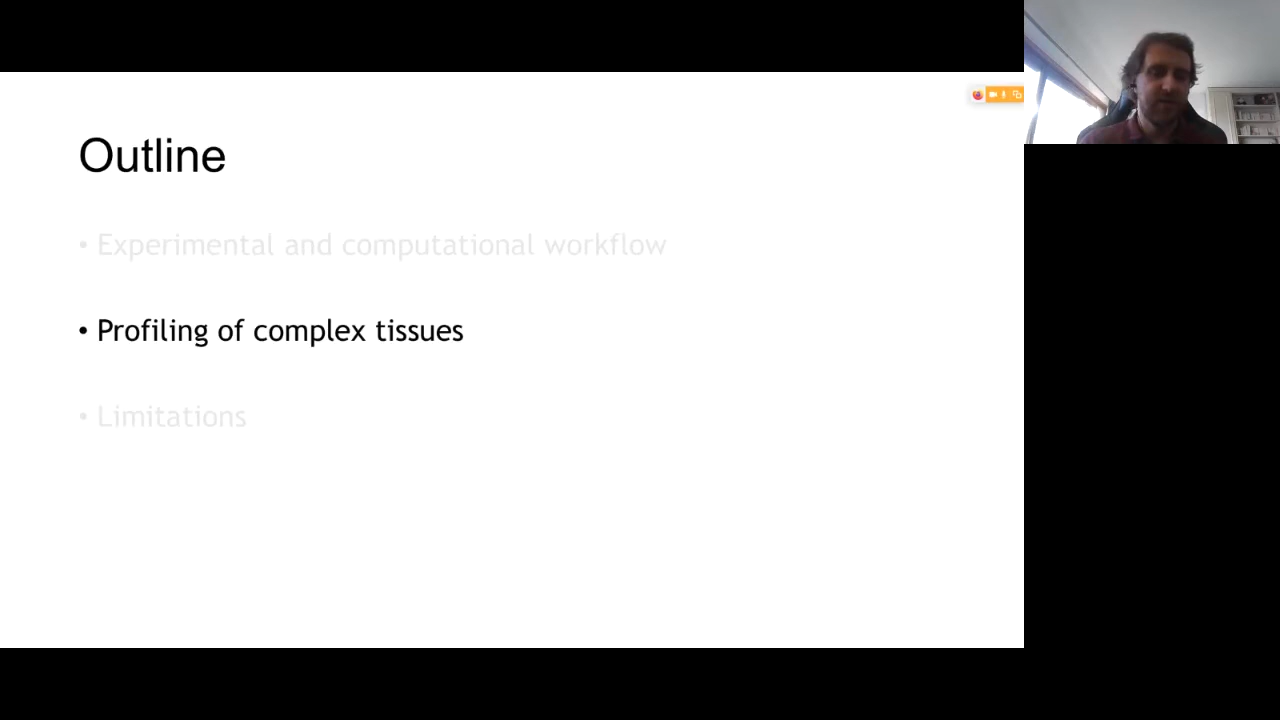 Outline
• Experimental and computational workflow
• Profiling of complex tissues
• Limitations